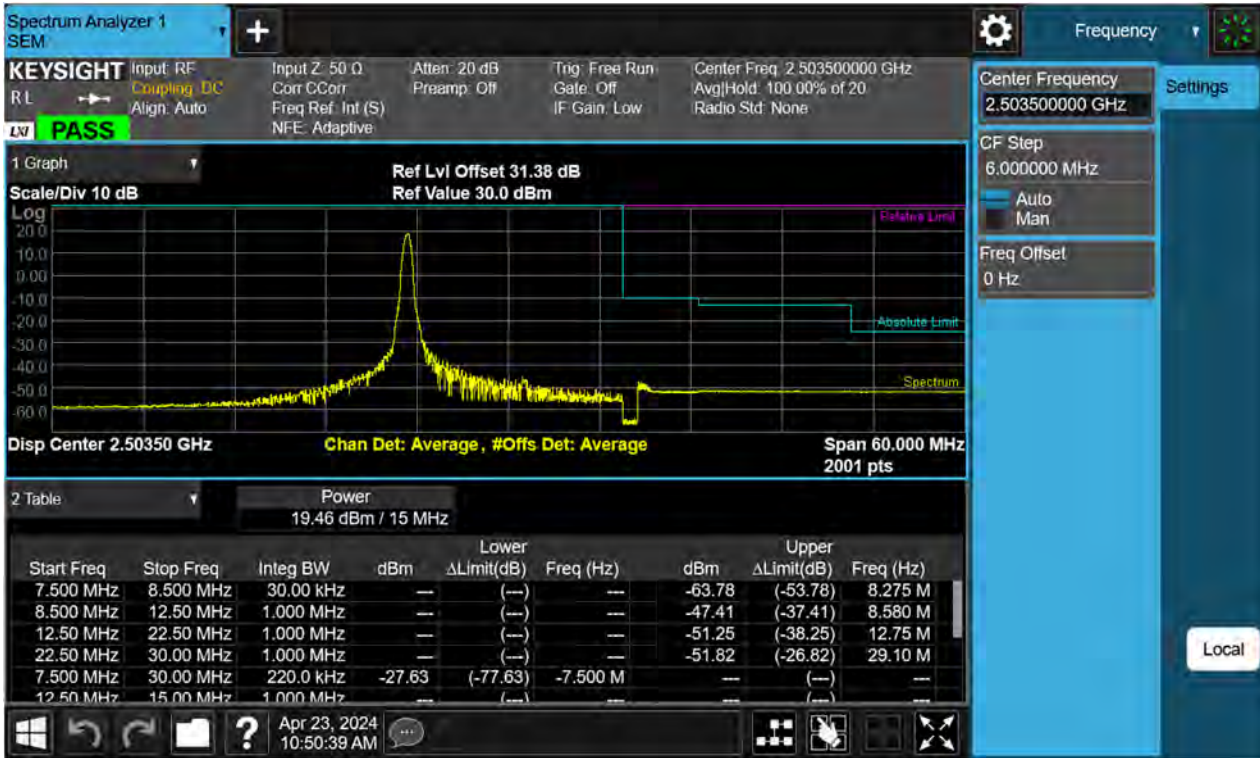 Spectrum Analyzer 1
SEM
+
Frequency
KEYSIGHT
R L
LXI PASS
Input: RF
Coupling: DC
Align: Auto
Input Z: 50 Ω
Corr CCorr
Freq Ref: Int (S)
NFE: Adaptive
Atten: 20 dB
Preamp: Off
Trig: Free Run
Gate: Off
IF Gain: Low
Center Freq: 2.503500000 GHz
Avg|Hold: 100.00% of 20
Radio Std: None
Center Frequency
2.503500000 GHz
Settings
CF Step
6.000000 MHz
Auto
Man
Freq Offset
0 Hz
1 Graph
Scale/Div 10 dB
Ref Lvl Offset 31.38 dB
Ref Value 30.0 dBm
Log
20.0
10.0
0.00
-10.0
-20.0
-30.0
-40.0
-50.0
-60.0
Relative Limit
Absolute Limit
Spectrum
Disp Center 2.50350 GHz
Chan Det: Average , #Offs Det: Average
Span 60.000 MHz
2001 pts
2 Table
Power
19.46 dBm / 15 MHz
Lower Upper
Start Freq Stop Freq Integ BW dBm ΔLimit(dB) Freq (Hz) dBm ΔLimit(dB) Freq (Hz)
7.500 MHz 8.500 MHz 30.00 kHz --- (---) --- -63.78 (-53.78) 8.275 M
8.500 MHz 12.50 MHz 1.000 MHz --- (---) --- -47.41 (-37.41) 8.580 M
12.50 MHz 22.50 MHz 1.000 MHz --- (---) --- -51.25 (-38.25) 12.75 M
22.50 MHz 30.00 MHz 1.000 MHz --- (---) --- -51.82 (-26.82) 29.10 M
7.500 MHz 30.00 MHz 220.0 kHz -27.63 (-77.63) -7.500 M --- (---) ---
12.50 MHz 15.00 MHz 1.000 MHz --- (---) --- --- (---) ---
Local
?
Apr 23, 2024
10:50:39 AM